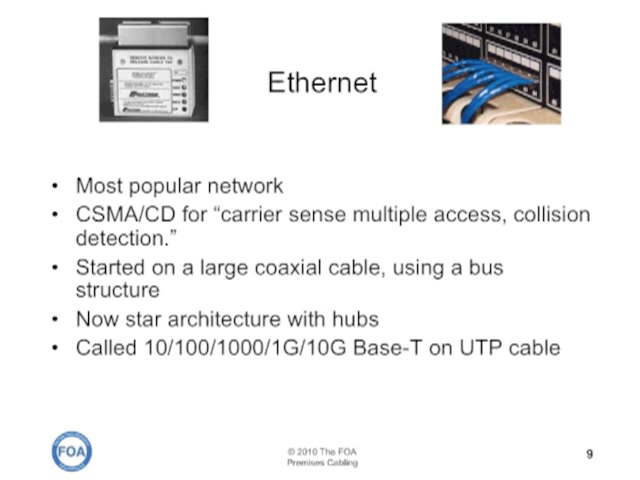 Ethernet
• Most popular network
• CSMA/CD for “carrier sense multiple access, collision
detection.”
• Started on a large coaxial cable, using a bus
structure
• Now star architecture with hubs
• Called 10/100/1000/1G/10G Base-T on UTP cable
FOA
© 2010 The FOA
Premises Cabling
9